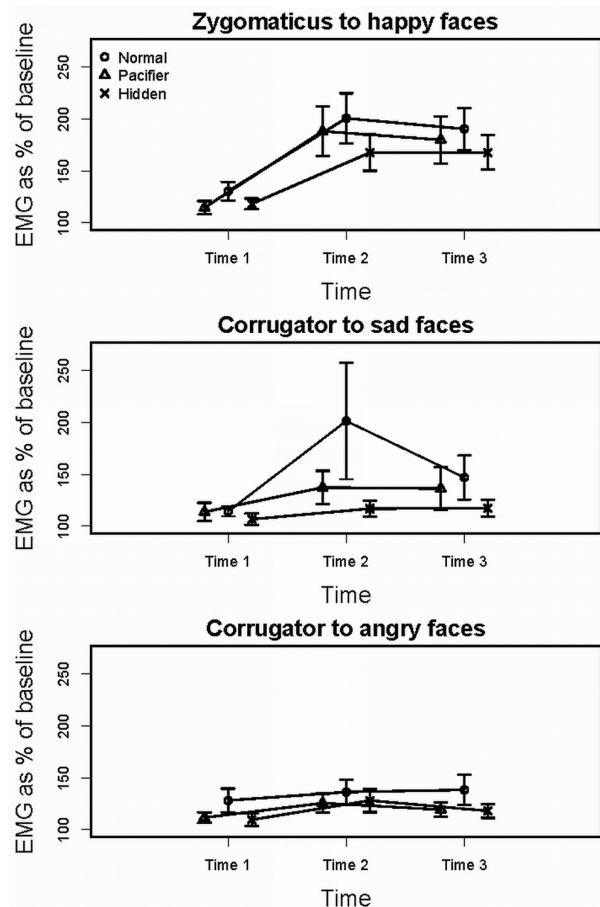 Zygomaticus to happy faces
EMG as % of baseline
250
200
150
100
Normal
Pacifier
Hidden
Time 1 Time 2 Time 3
Time
Corrugator to sad faces
EMG as % of baseline
250
200
150
100
Time 1 Time 2 Time 3
Time
Corrugator to angry faces
EMG as % of baseline
250
200
150
100
Time 1 Time 2 Time 3
Time